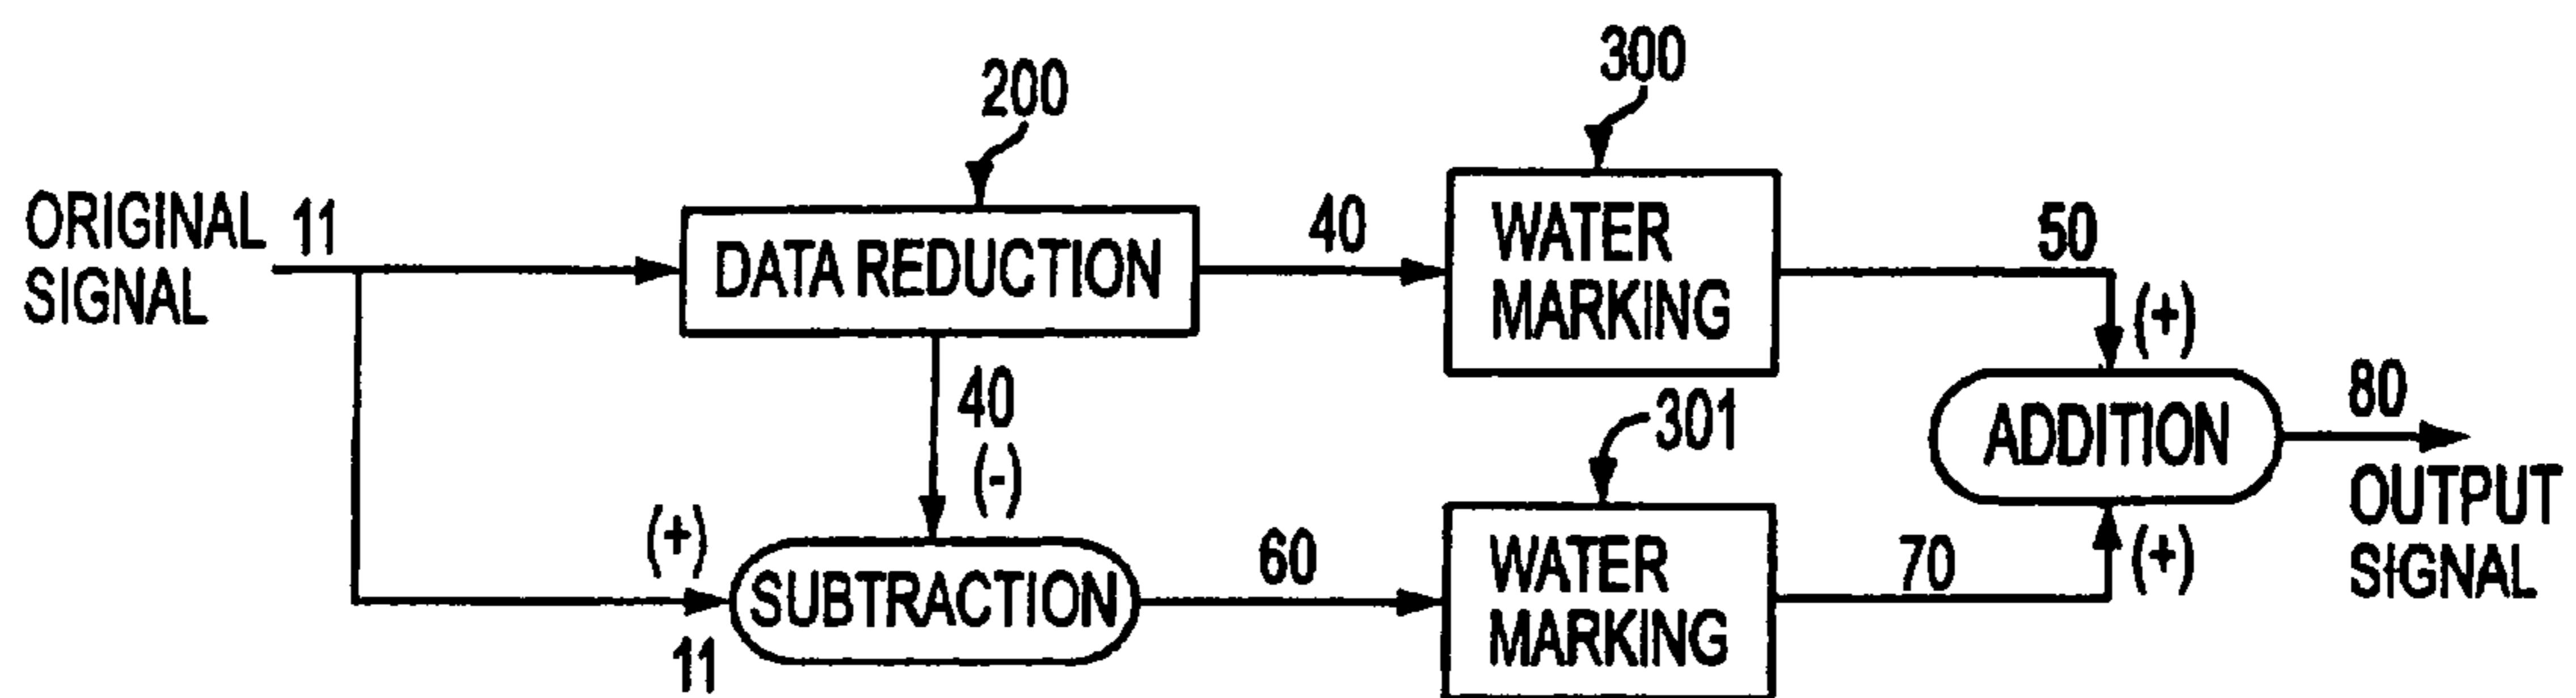 300
200
ORIGINAL
SIGNAL
11
DATA REDUCTION
40
WATER
MARKING
50
(+)
40
(-)
301
ADDITION
80
OUTPUT
SIGNAL
(+)
11
SUBTRACTION
60
WATER
MARKING
70
(+)